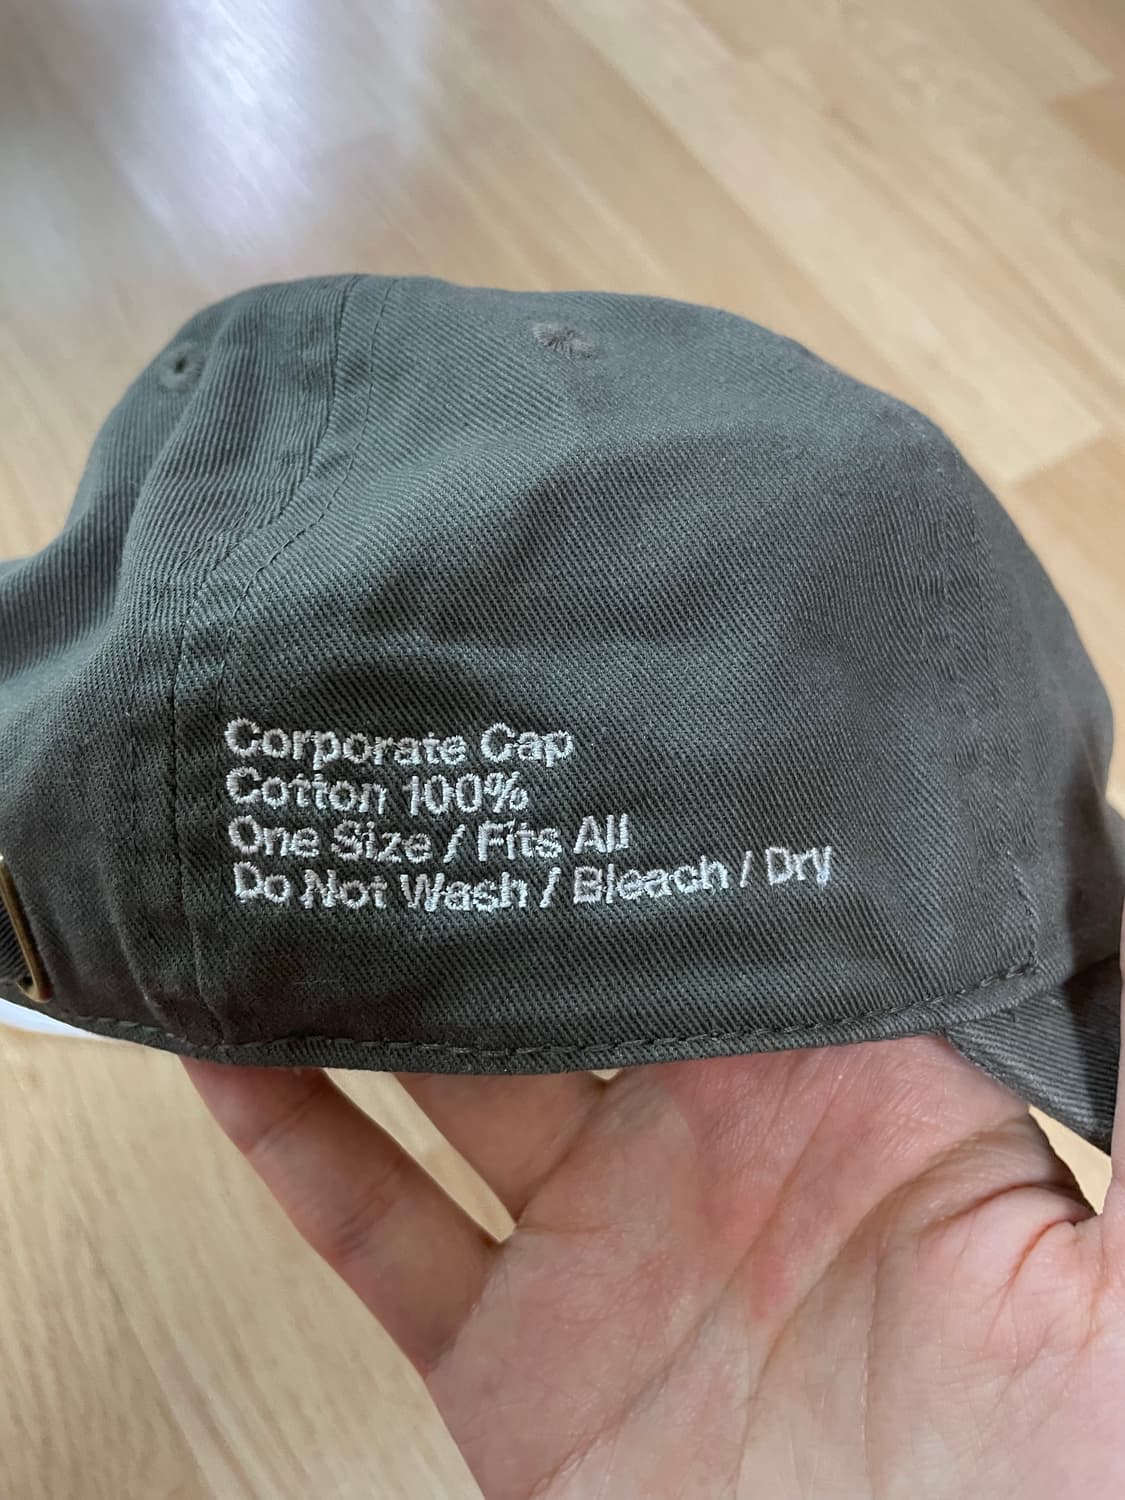 Corporate Cap
Cotton 100%
One Size / Fits All
Do Not Wash / Bleach / Dry